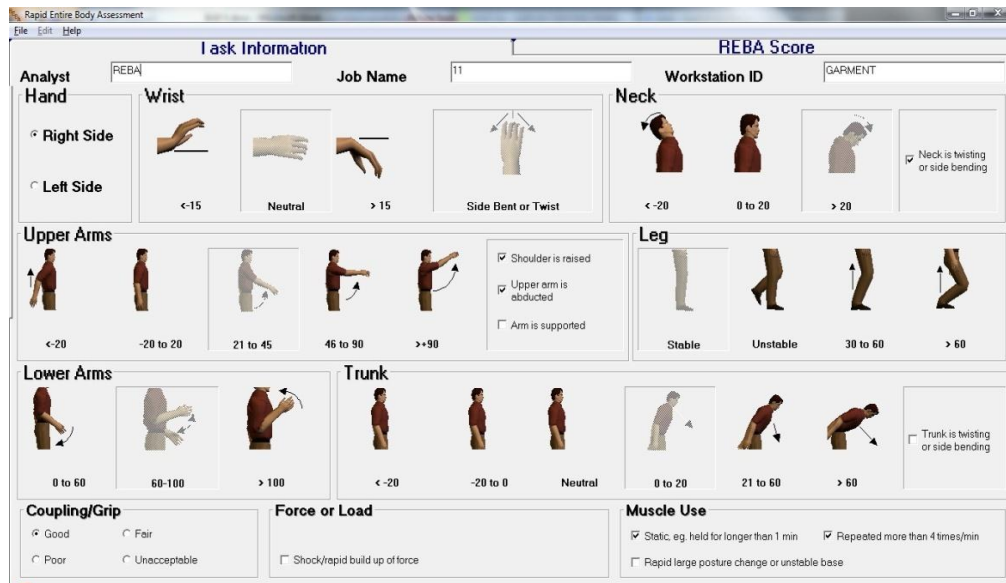 Rapid Entire Body Assessment
File Edit Help
Task Information
REBA Score
Analyst REBA Job Name 11 Workstation ID GARMENT
Hand
Right Side
Left Side
Wrist
<-15 Neutral > 15 Side Bent or Twist
Neck
< -20 0 to 20 > 20
Neck is twisting
or side bending
Upper Arms
<-20 -20 to 20 21 to 45 46 to 90 >+90
Shoulder is raised
Upper arm is
abducted
Arm is supported
Leg
Stable Unstable 30 to 60 > 60
Lower Arms
0 to 60 60-100 > 100
Trunk
< -20 -20 to 0 Neutral 0 to 20 21 to 60 > 60
Trunk is twisting
or side bending
Coupling/Grip
Good Fair
Poor Unacceptable
Force or Load
Shock/rapid build up of force
Muscle Use
Static, eg. held for longer than 1 min Repeated more than 4 times/min
Rapid large posture change or unstable base